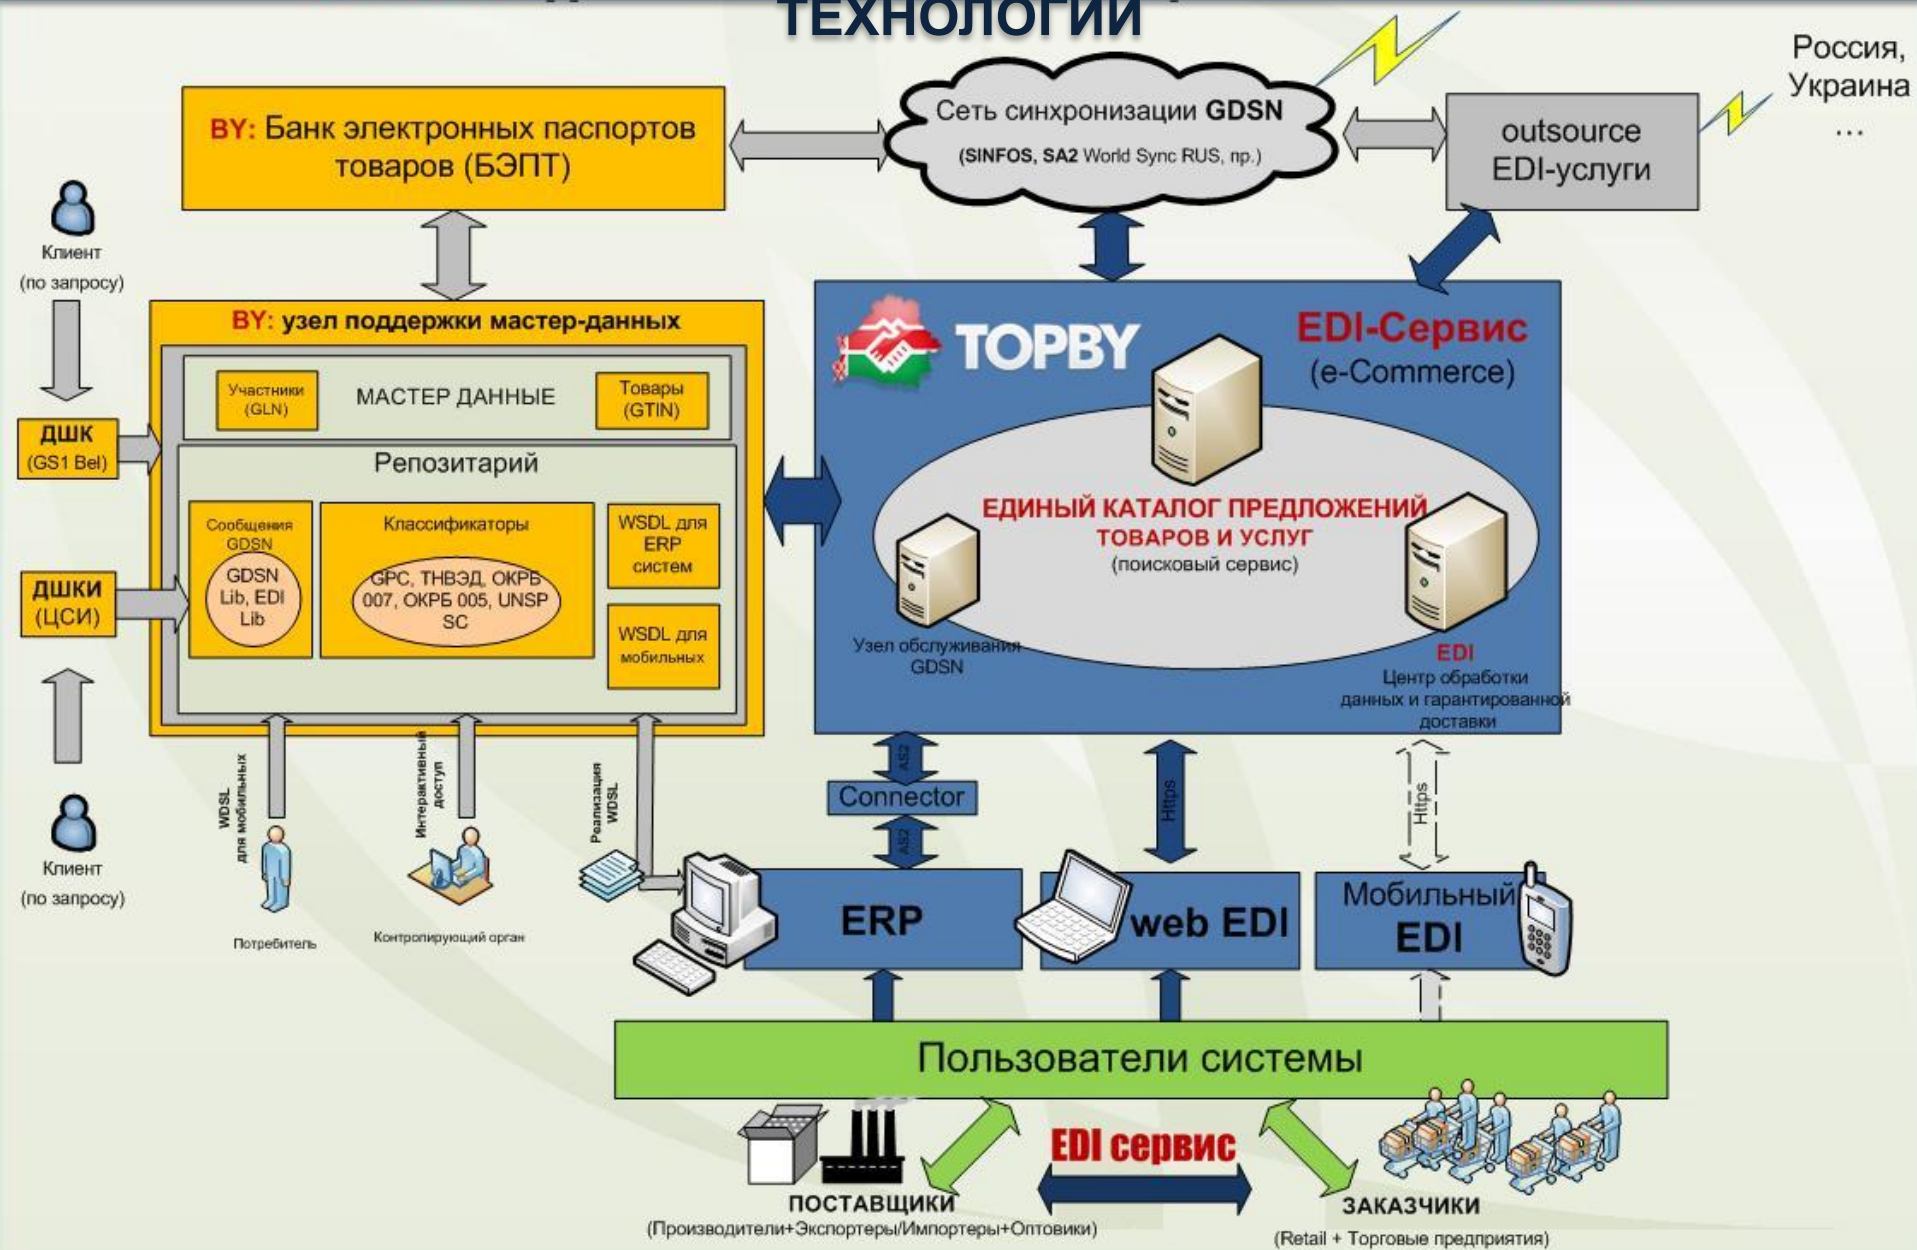 ТЕХНОЛОГИИ
Россия,
Украина
...
BY: Банк электронных паспортов
товаров (БЭПТ)
Сеть синхронизации GDSN
(SINFOS, SA2 World Sync RUS, пр.)
outsource
EDI-услуги
Клиент
(по запросу)
BY: узел поддержки мастер-данных
Участники
(GLN)
МАСТЕР ДАННЫЕ
Товары
(GTIN)
ДШК
(GS1 Bel)
Репозитарий
Сообщения
GDSN
GDSN
Lib, EDI
Lib
Классификаторы
GPC, ТНВЭД, ОКРБ
007, ОКРБ 005, UNSP
SC
WSDL для
ERP
систем
WSDL для
мобильных
ДШКИ
(ЦСИ)
Клиент
(по запросу)
TOPBY
EDI-Сервис
(e-Commerce)
ЕДИНЫЙ КАТАЛОГ ПРЕДЛОЖЕНИЙ
ТОВАРОВ И УСЛУГ
(поисковый сервис)
Узел обслуживания
GDSN
EDI
Центр обработки
данных и гарантированной
доставки
WDSL
для мобильных
Интерактивный
доступ
Реализация
WDSL
Потребитель
Контролирующий орган
AS2
Connector
AS2
Https
Https
ERP
web EDI
Мобильный
EDI
Пользователи системы
EDI сервис
ПОСТАВЩИКИ
(Производители+Экспортеры/Импортеры+Оптовики)
ЗАКАЗЧИКИ
(Retail + Торговые предприятия)